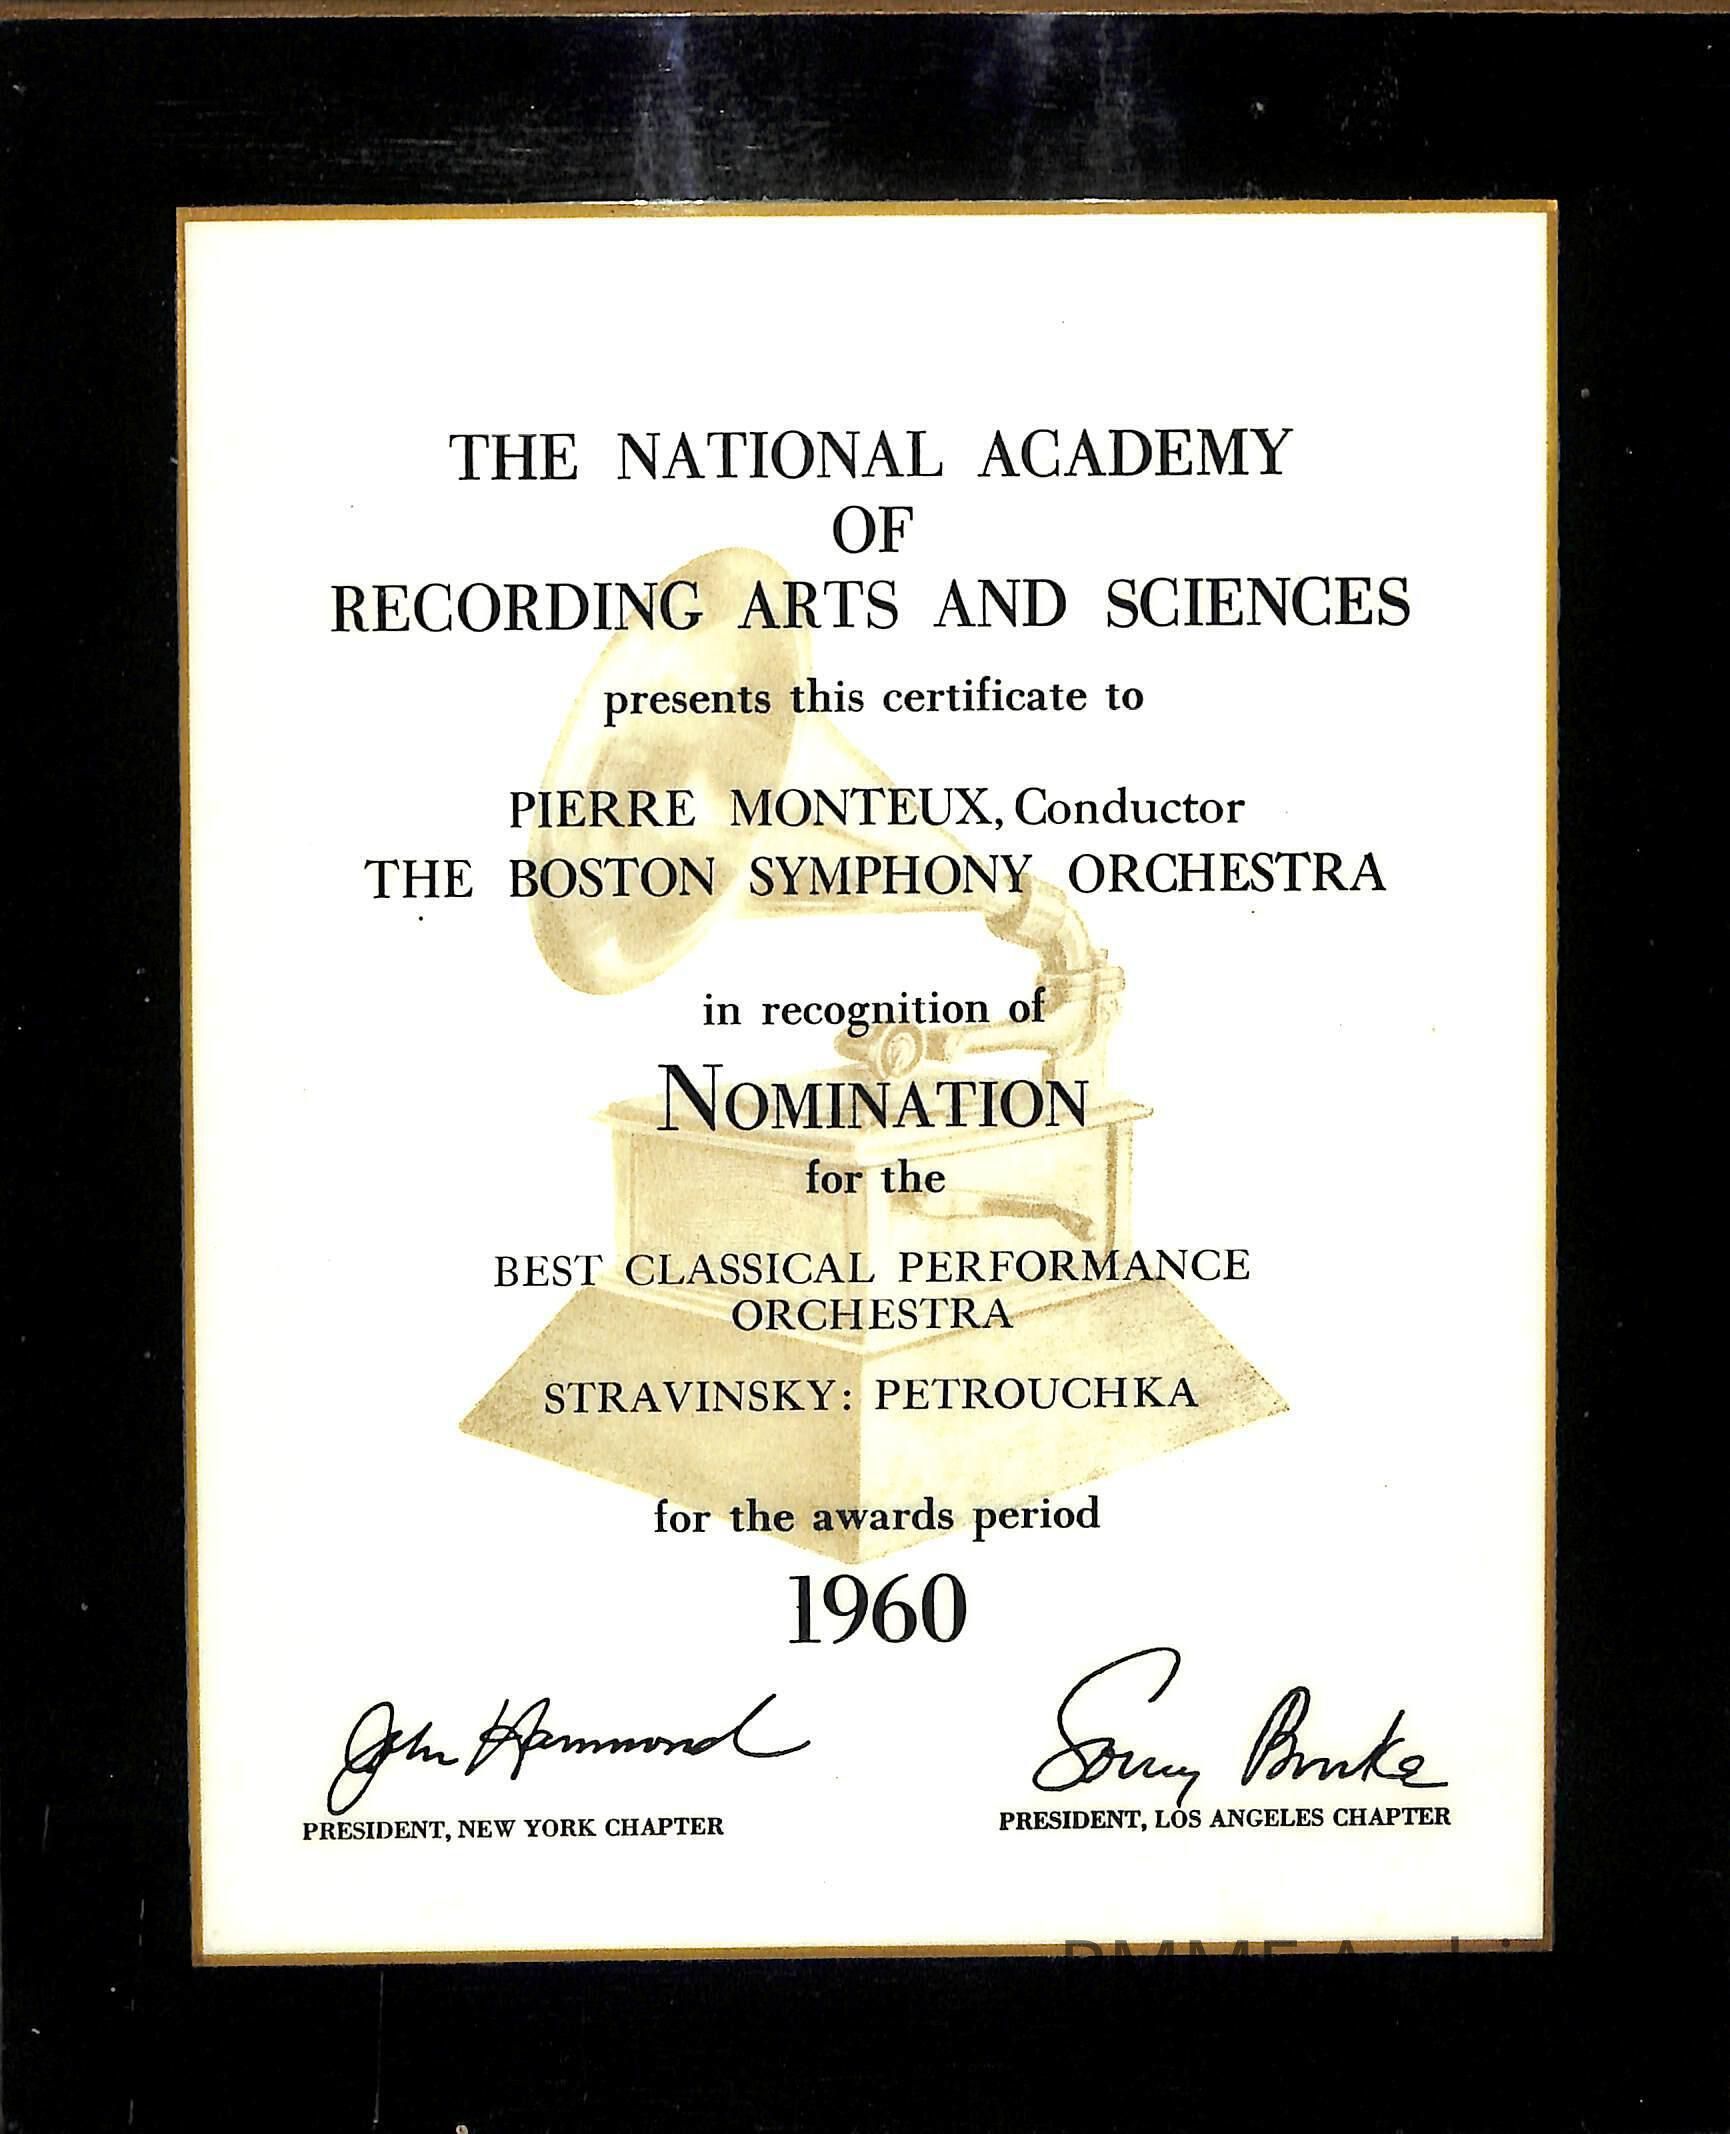 THE NATIONAL ACADEMY
OF
RECORDING ARTS AND SCIENCES
presents this certificate to
PIERRE MONTEUX, Conductor
THE BOSTON SYMPHONY ORCHESTRA
in recognition of
NOMINATION
for the
BEST CLASSICAL PERFORMANCE
ORCHESTRA
STRAVINSKY: PETROUCHKA
for the awards period
1960
John Hammond
Sonny Burke
PRESIDENT, NEW YORK CHAPTER
PRESIDENT, LOS ANGELES CHAPTER